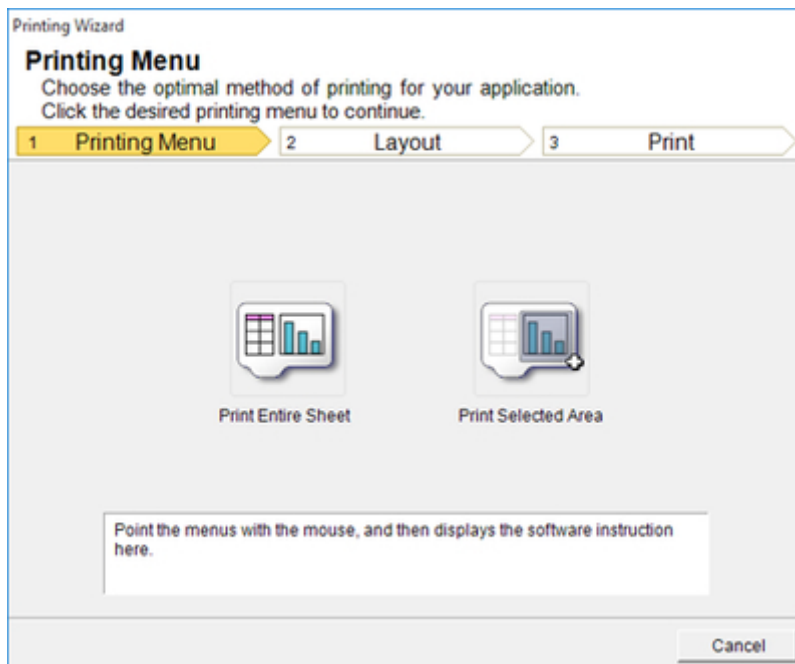 Printing Wizard
Printing Menu
Choose the optimal method of printing for your application.
Click the desired printing menu to continue.
1 Printing Menu 2 Layout 3 Print
Print Entire Sheet Print Selected Area
Point the menus with the mouse, and then displays the software instruction
here.
Cancel